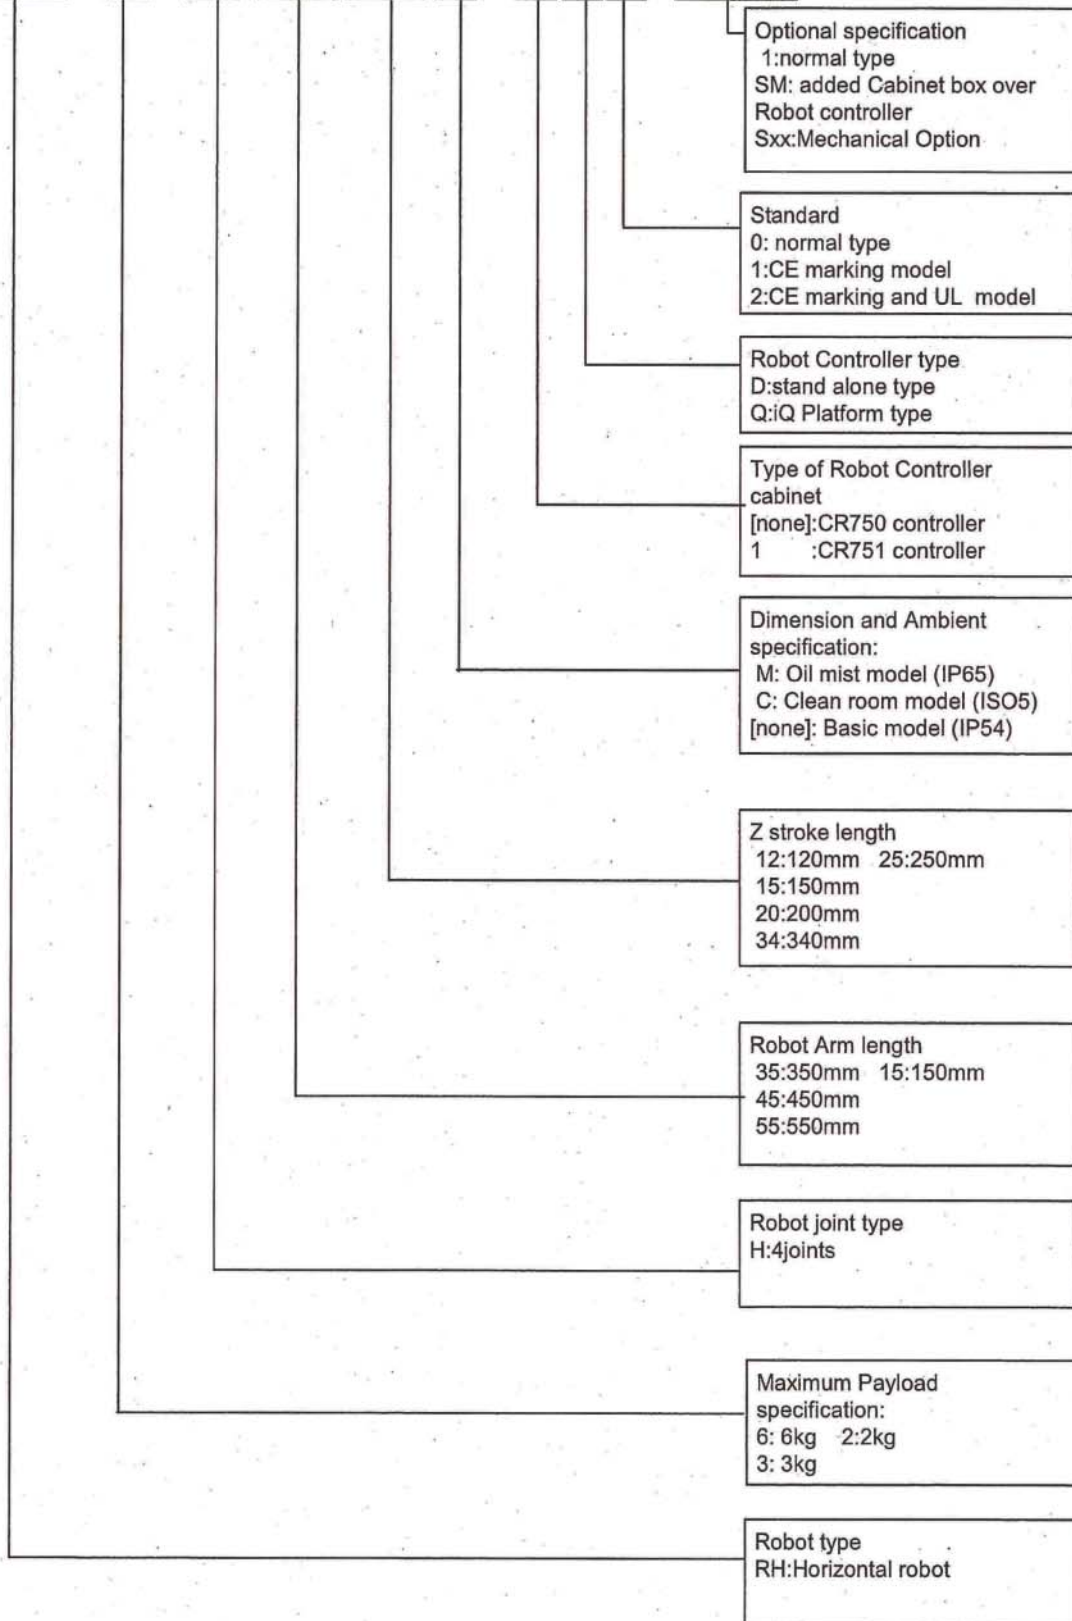 Optional specification
1:normal type
SM: added Cabinet box over
Robot controller
Sxx:Mechanical Option
Standard
0: normal type
1:CE marking model
2:CE marking and UL model
Robot Controller type
D:stand alone type
Q:iQ Platform type
Type of Robot Controller
cabinet
[none]:CR750 controller
1 :CR751 controller
Dimension and Ambient
specification:
M: Oil mist model (IP65)
C: Clean room model (ISO5)
[none]: Basic model (IP54)
Z stroke length
12:120mm 25:250mm
15:150mm
20:200mm
34:340mm
Robot Arm length
35:350mm 15:150mm
45:450mm
55:550mm
Robot joint type
H:4joints
Maximum Payload
specification:
6: 6kg 2:2kg
3: 3kg
Robot type
RH:Horizontal robot